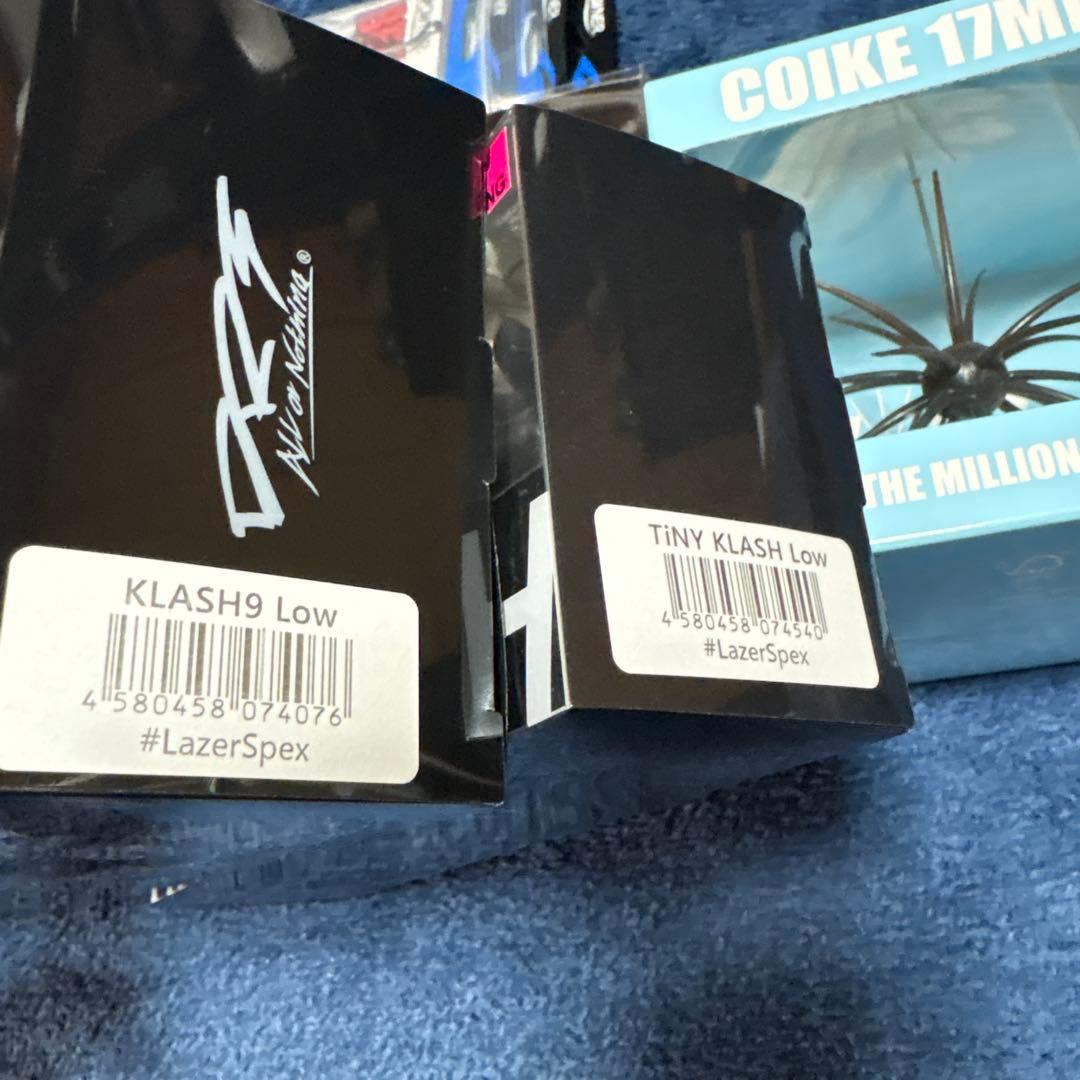 COIKE 17M
NG
DRT
All or Nothing®
THE MILLION
TiNY KLASH Low
4 580458 074540
#LazerSpex
KLASH9 Low
4 580458 074076
#LazerSpex
H